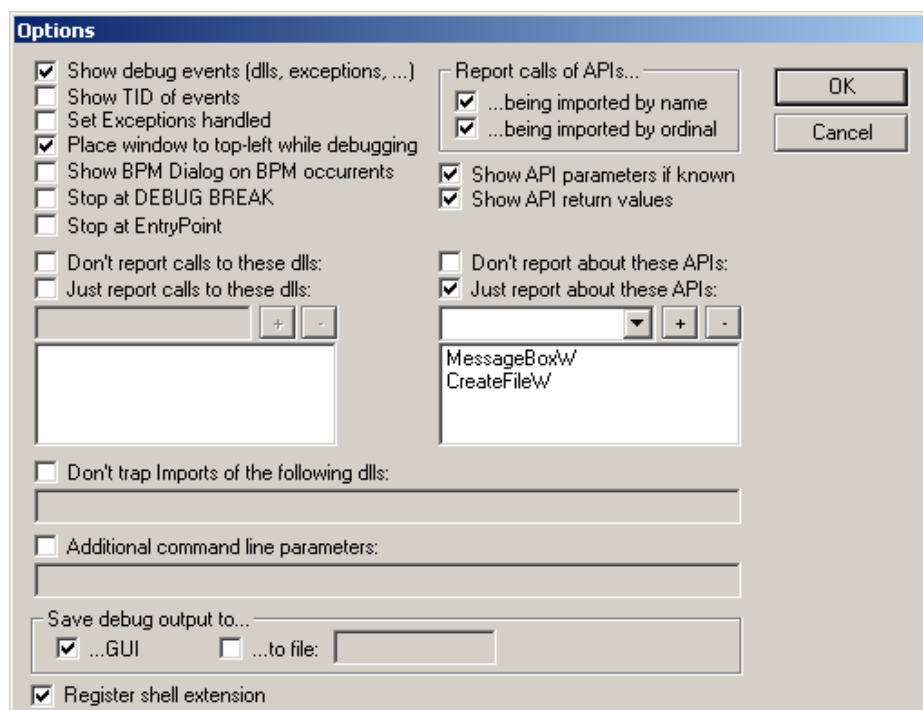 Options
Show debug events (dlls, exceptions, ...)
Show TID of events
Set Exceptions handled
Place window to top-left while debugging
Show BPM Dialog on BPM occurrents
Stop at DEBUG BREAK
Stop at EntryPoint
Report calls of APIs...
...being imported by name
...being imported by ordinal
Show API parameters if known
Show API return values
OK
Cancel
Don't report calls to these dlls:
Just report calls to these dlls:
+ -
Don't report about these APIs:
Just report about these APIs:
+ -
MessageBoxW
CreateFileW
Don't trap Imports of the following dlls:
Additional command line parameters:
Save debug output to...
...GUI
...to file:
Register shell extension